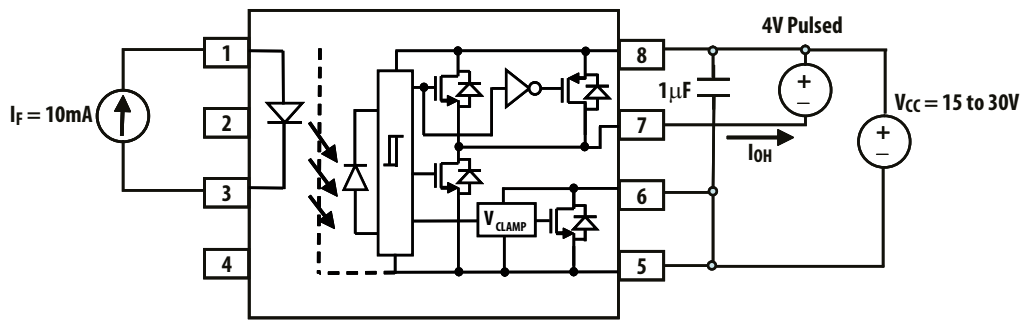 4V Pulsed
1
8
I_F = 10mA
1μF
V_CC = 15 to 30V
2
7
I_OH
3
6
V_CLAMP
4
5